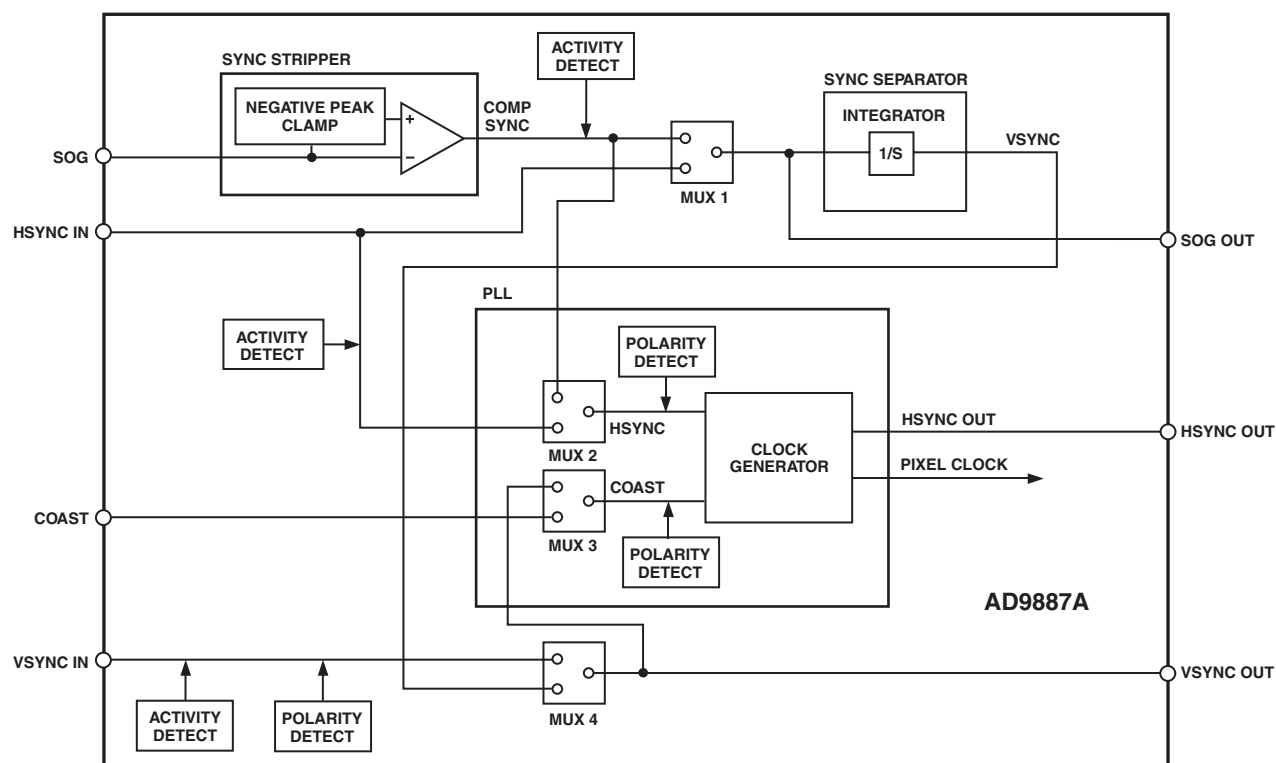 SYNC STRIPPER
NEGATIVE PEAK
CLAMP
+
−
COMP
SYNC
ACTIVITY
DETECT
MUX 1
SYNC SEPARATOR
INTEGRATOR
1/S
VSYNC
SOG
HSYNC IN
SOG OUT
ACTIVITY
DETECT
PLL
POLARITY
DETECT
HSYNC
MUX 2
CLOCK
GENERATOR
HSYNC OUT
HSYNC OUT
PIXEL CLOCK
COAST
COAST
MUX 3
POLARITY
DETECT
AD9887A
VSYNC IN
ACTIVITY
DETECT
POLARITY
DETECT
MUX 4
VSYNC OUT